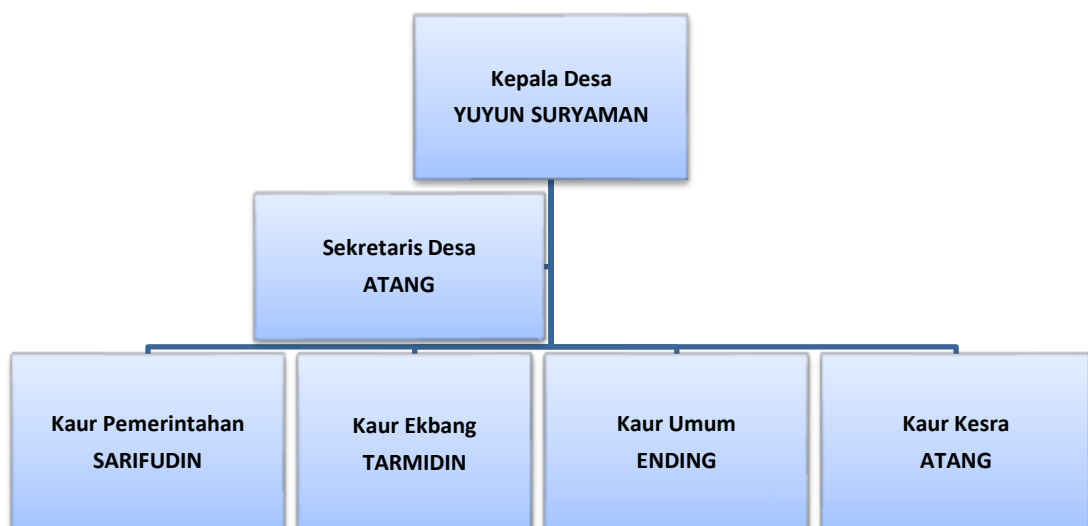 Kepala Desa
YUYUN SURYAMAN
Sekretaris Desa
ATANG
Kaur Pemerintahan
SARIFUDIN
Kaur Ekbang
TARMIDIN
Kaur Umum
ENDING
Kaur Kesra
ATANG